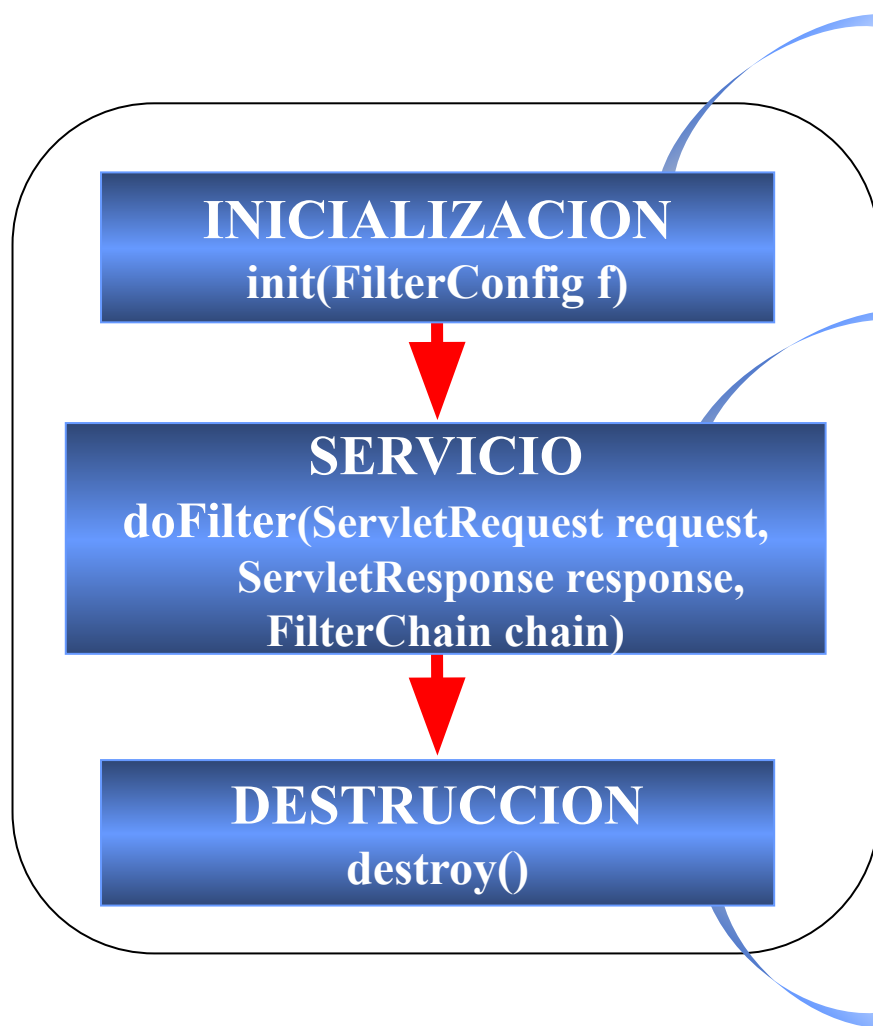 INICIALIZACION
init(FilterConfig f)
SERVICIO
doFilter(ServletRequest request,
ServletResponse response,
FilterChain chain)
DESTRUCCION
destroy()